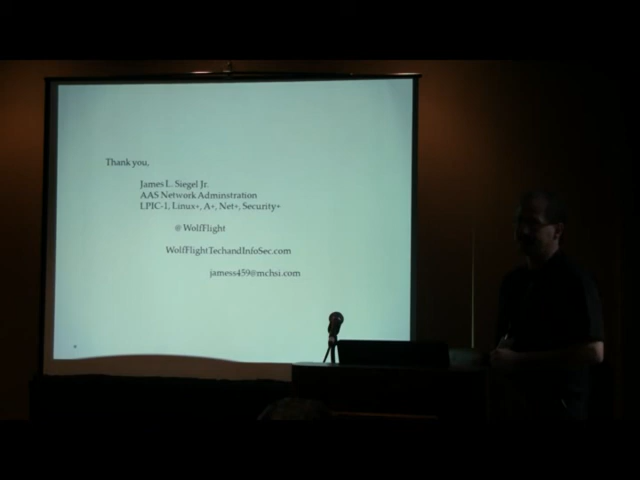 Thank you,
James L. Siegel Jr.
AAS Network Adminstration
LPIC-1, Linux+, A+, Net+, Security+
@WolfFlight
WolfFlightTechandInfoSec.com
jamess459@mchsi.com